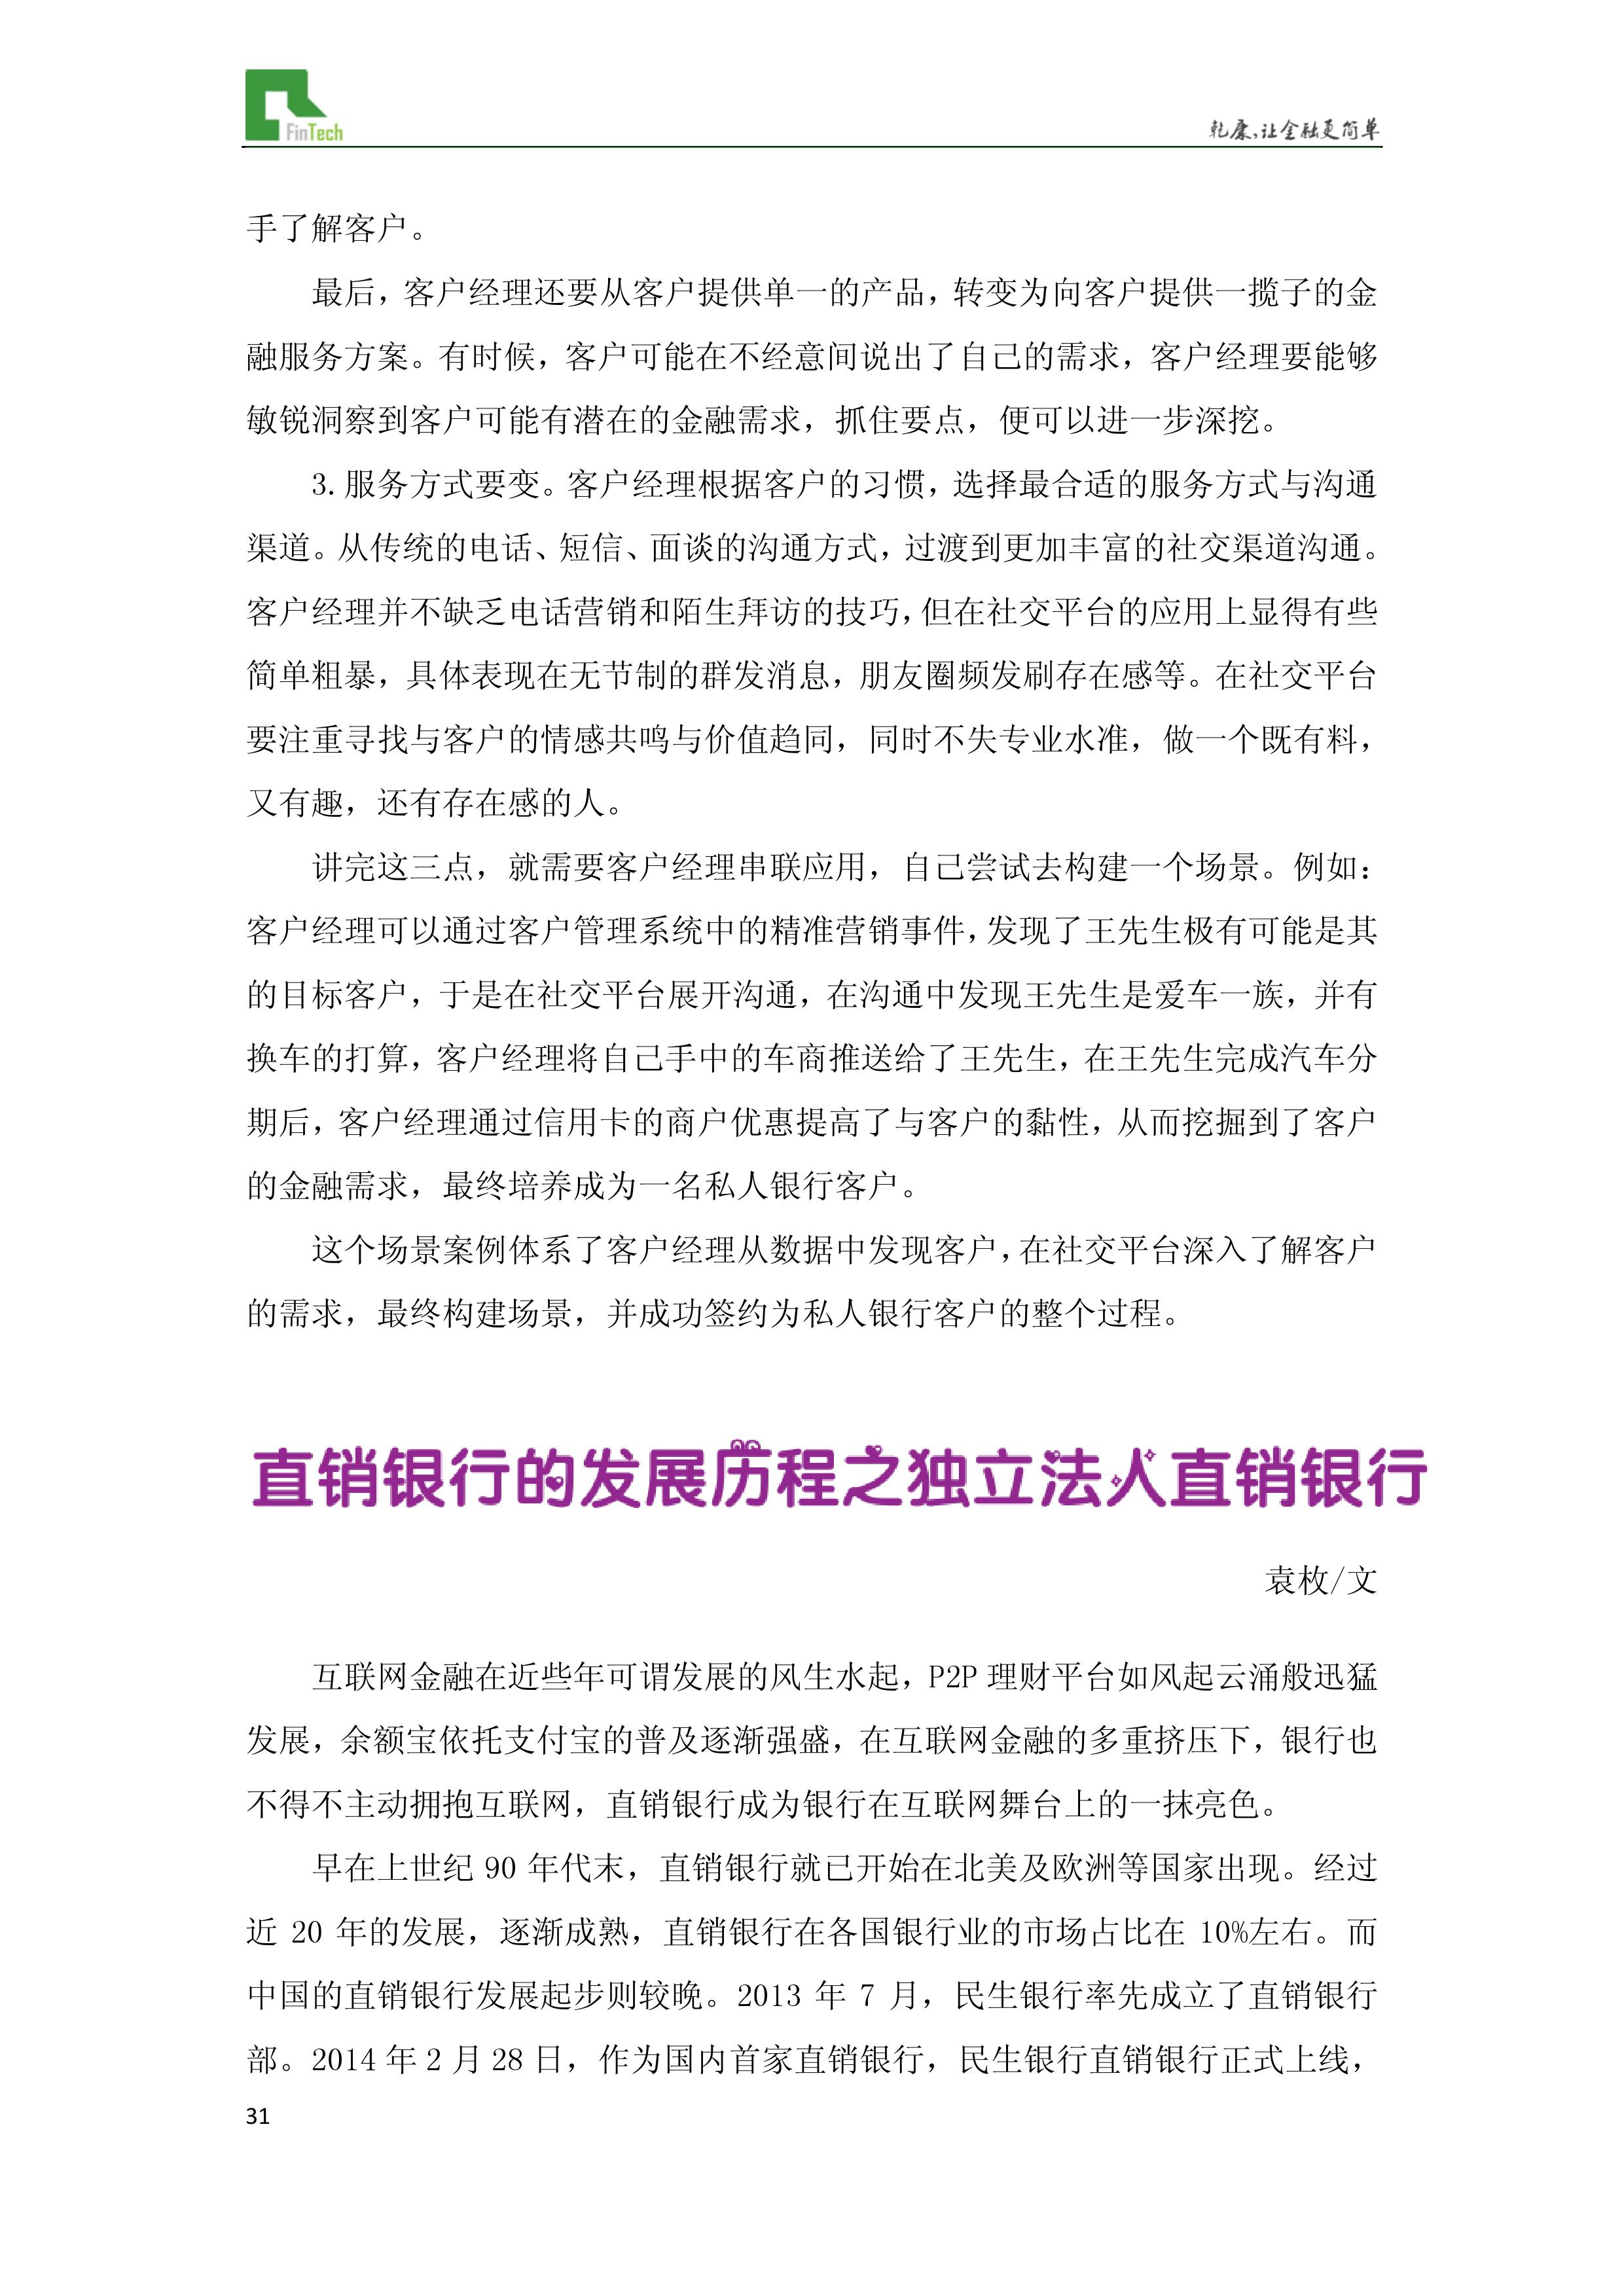 FinTech
乾康,让金融更简单
手了解客户。
最后,客户经理还要从客户提供单一的产品,转变为向客户提供一揽子的金
融服务方案。有时候,客户可能在不经意间说出了自己的需求,客户经理要能够
敏锐洞察到客户可能有潜在的金融需求，抓住要点，便可以进一步深挖。
3.服务方式要变。客户经理根据客户的习惯,选择最合适的服务方式与沟通
渠道。从传统的电话、短信、面谈的沟通方式,过渡到更加丰富的社交渠道沟通。
客户经理并不缺乏电话营销和陌生拜访的技巧,但在社交平台的应用上显得有些
简单粗暴，具体表现在无节制的群发消息，朋友圈频发刷存在感等。在社交平台
要注重寻找与客户的情感共鸣与价值趋同，同时不失专业水准，做一个既有料，
又有趣，还有存在感的人。
讲完这三点，就需要客户经理串联应用，自己尝试去构建一个场景。例如：
客户经理可以通过客户管理系统中的精准营销事件,发现了王先生极有可能是其
的目标客户，于是在社交平台展开沟通，在沟通中发现王先生是爱车一族，并有
换车的打算，客户经理将自己手中的车商推送给了王先生，在王先生完成汽车分
期后，客户经理通过信用卡的商户优惠提高了与客户的黏性，从而挖掘到了客户
的金融需求，最终培养成为一名私人银行客户。
这个场景案例体系了客户经理从数据中发现客户,在社交平台深入了解客户
的需求，最终构建场景，并成功签约为私人银行客户的整个过程。
直销银行的发展历程之独立法人直销银行
袁枚/文
互联网金融在近些年可谓发展的风生水起，P2P 理财平台如风起云涌般迅猛
发展，余额宝依托支付宝的普及逐渐强盛，在互联网金融的多重挤压下，银行也
不得不主动拥抱互联网，直销银行成为银行在互联网舞台上的一抹亮色。
早在上世纪 90 年代末，直销银行就已开始在北美及欧洲等国家出现。经过
近 20 年的发展，逐渐成熟，直销银行在各国银行业的市场占比在 10%左右。而
中国的直销银行发展起步则较晚。2013 年 7 月，民生银行率先成立了直销银行
部。2014 年 2 月 28 日，作为国内首家直销银行，民生银行直销银行正式上线，
31